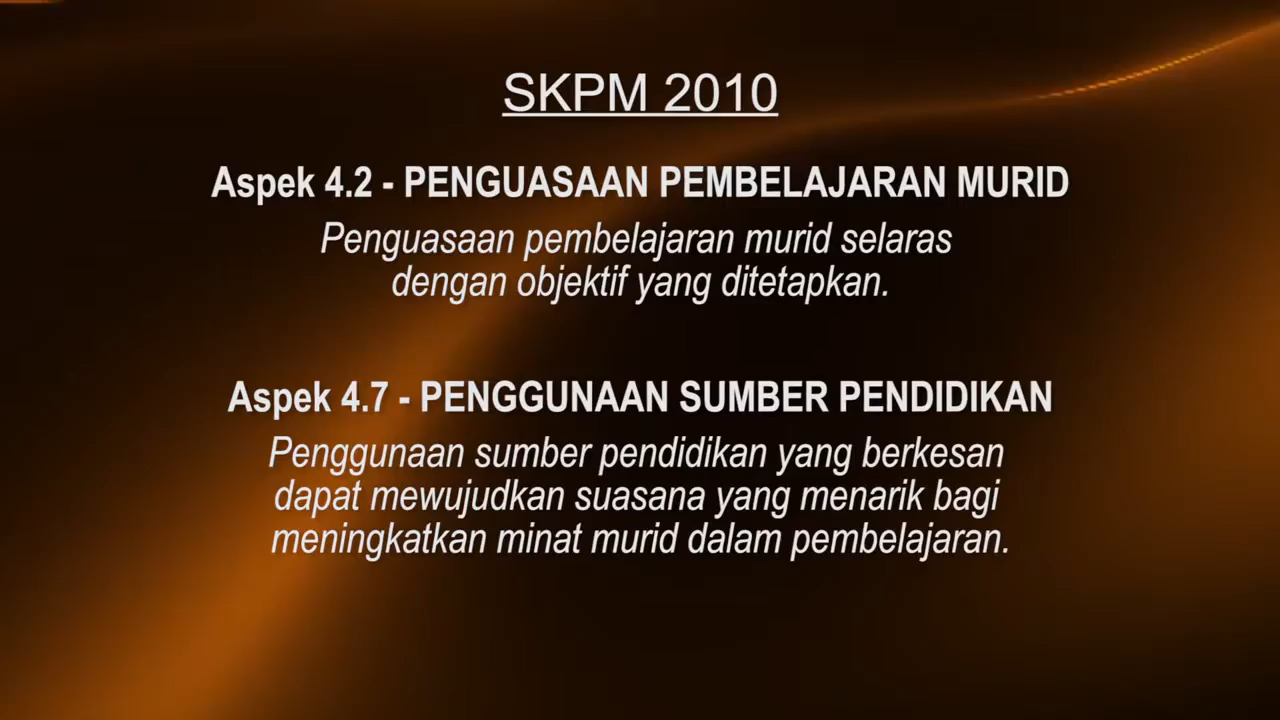 SKPM 2010
Aspek 4.2 - PENGUASAAN PEMBELAJARAN MURID
Penguasaan pembelajaran murid selaras
dengan objektif yang ditetapkan.
Aspek 4.7 - PENGGUNAAN SUMBER PENDIDIKAN
Penggunaan sumber pendidikan yang berkesan
dapat mewujudkan suasana yang menarik bagi
meningkatkan minat murid dalam pembelajaran.